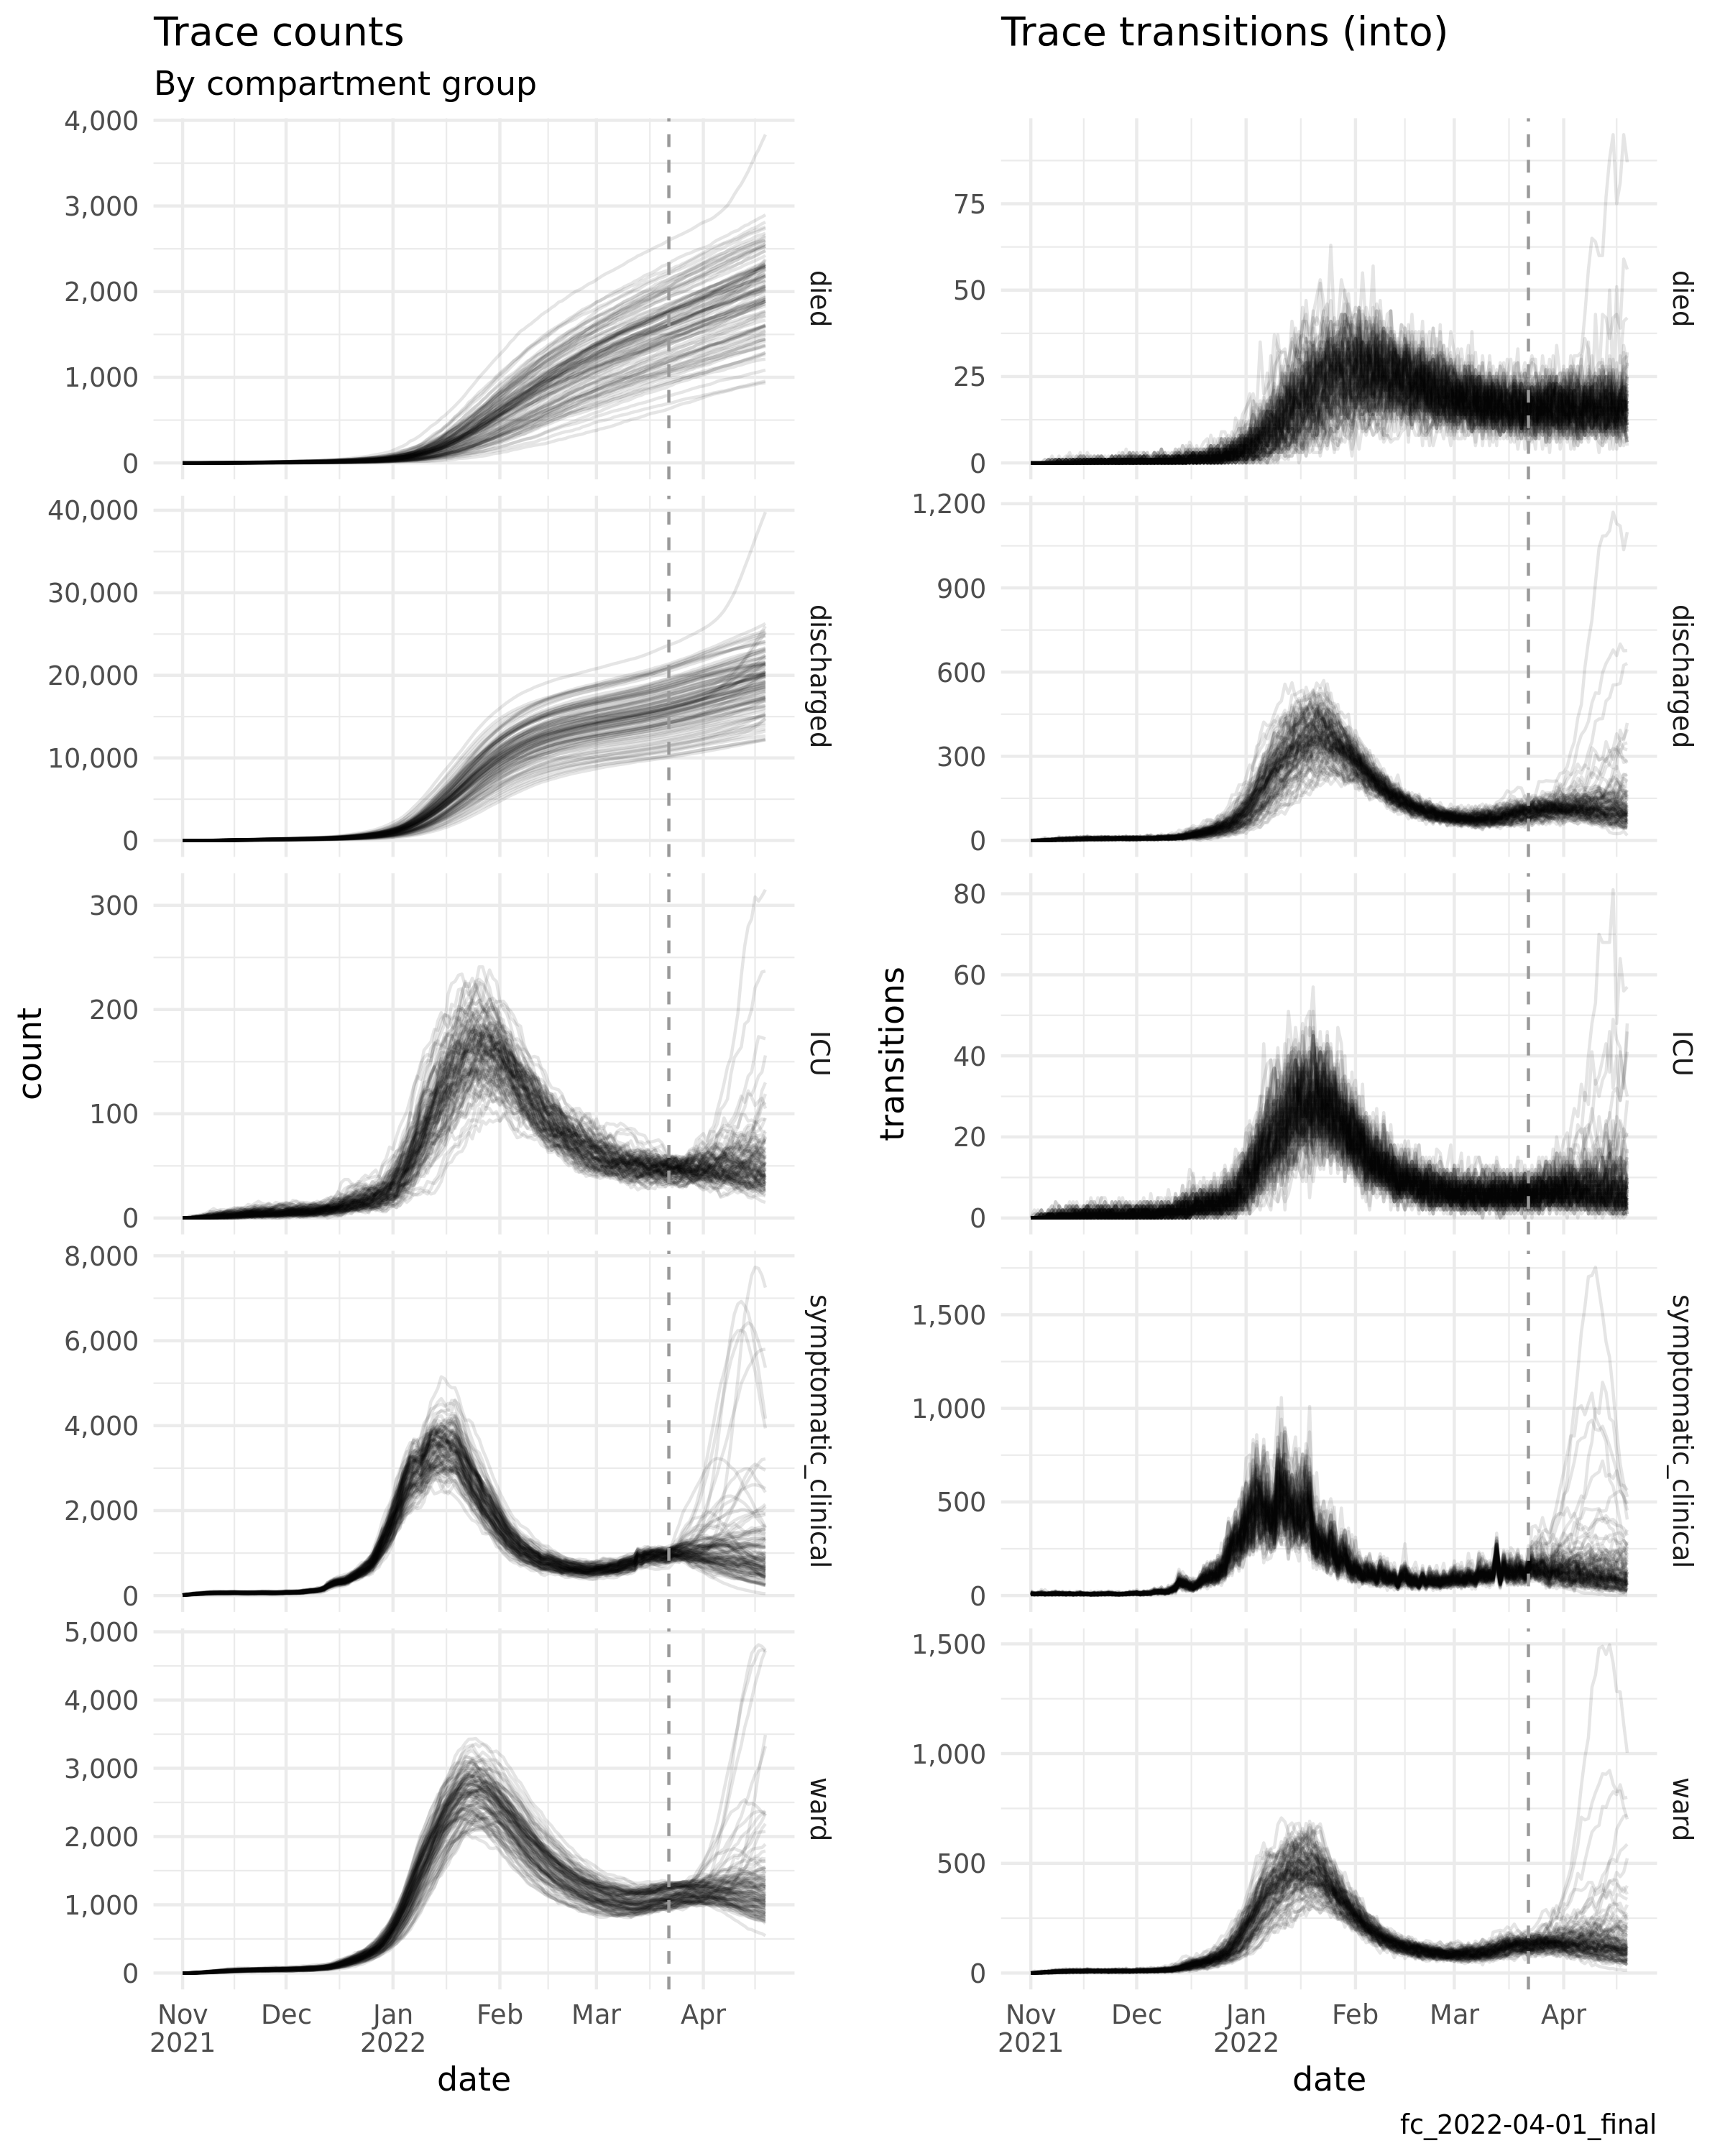 Trace counts
By compartment group
Trace transitions (into)
4,000
3,000
2,000
1,000
0
died
75
50
25
0
died
40,000
30,000
20,000
10,000
0
discharged
1,200
900
600
300
0
discharged
300
200
100
0
ICU
80
60
40
20
0
ICU
8,000
6,000
4,000
2,000
0
symptomatic_clinical
1,500
1,000
500
0
symptomatic_clinical
5,000
4,000
3,000
2,000
1,000
0
ward
1,500
1,000
500
0
ward
count
transitions
Nov Dec Jan Feb Mar Apr
2021 2022
date
Nov Dec Jan Feb Mar Apr
2021 2022
date
fc_2022-04-01_final